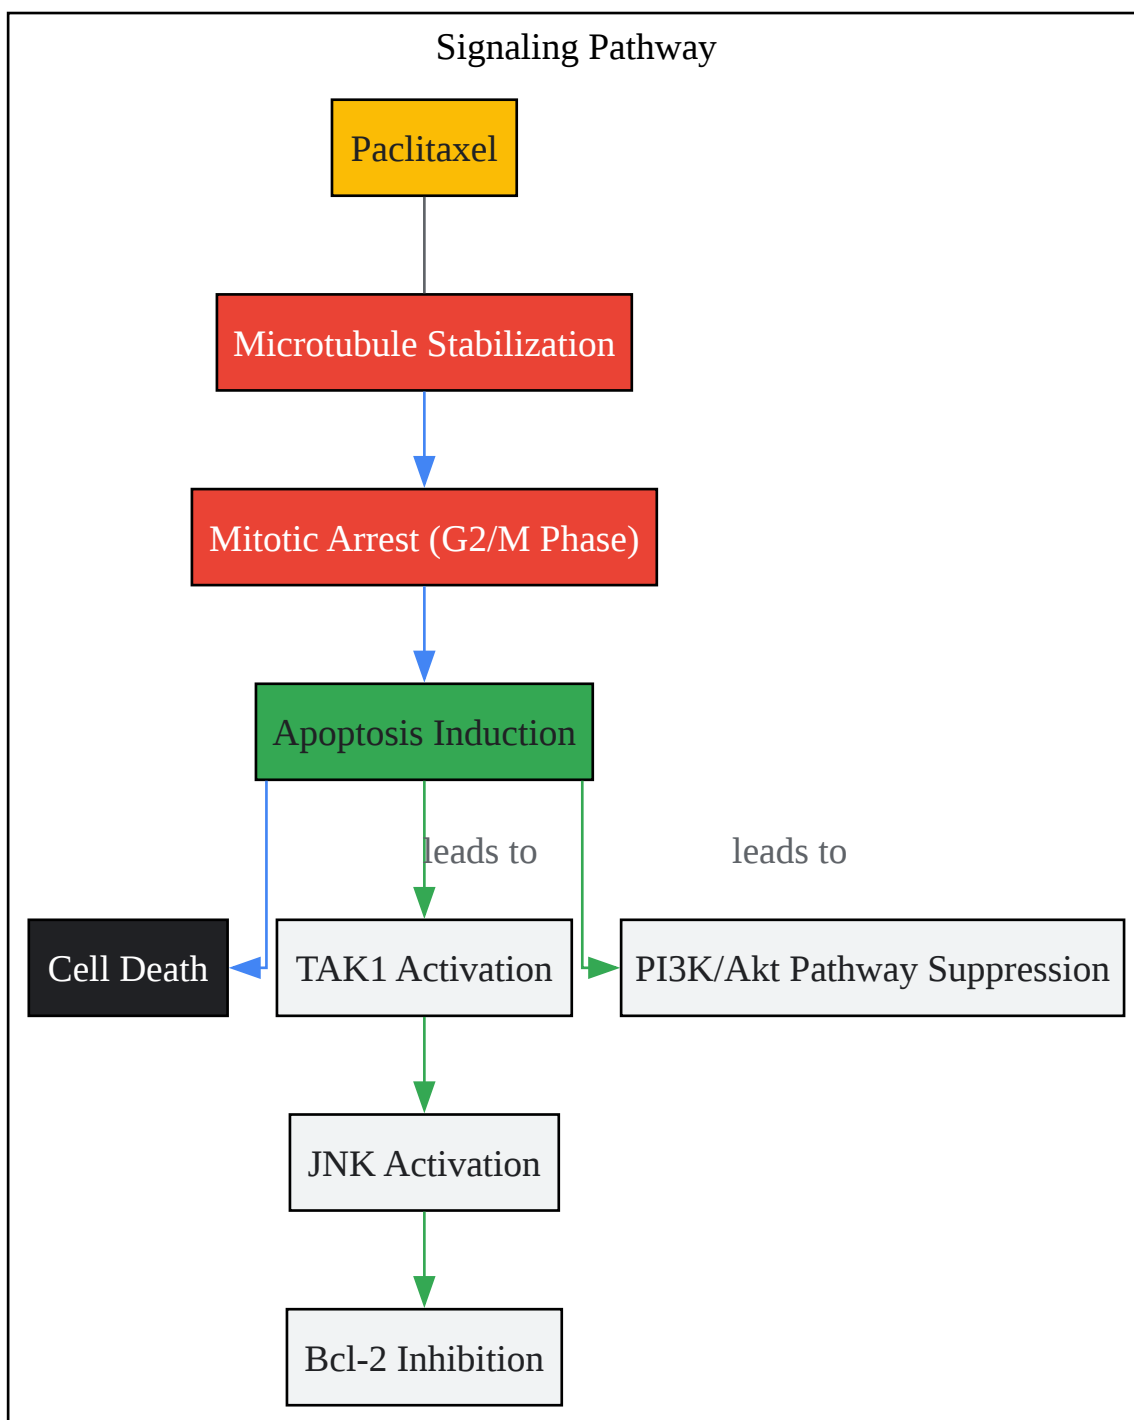 Signaling Pathway
Paclitaxel
Microtubule Stabilization
Mitotic Arrest (G2/M Phase)
Apoptosis Induction
leads to
leads to
Cell Death
TAK1 Activation
PI3K/Akt Pathway Suppression
JNK Activation
Bcl-2 Inhibition